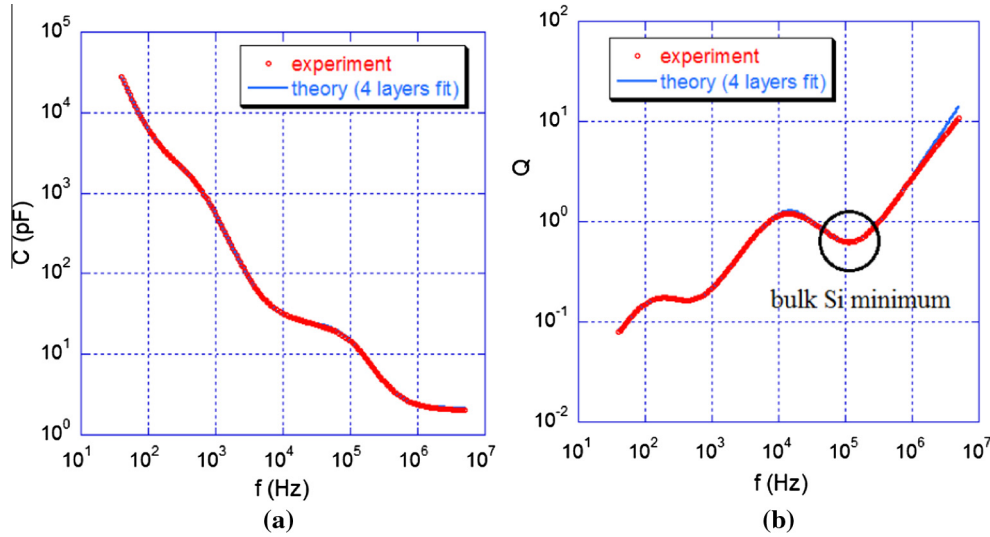 10^5
10^4
10^3
10^2
10^1
10^0
C (pF)
experiment
theory (4 layers fit)
10^1 10^2 10^3 10^4 10^5 10^6 10^7
f (Hz)
(a)
10^2
10^1
10^0
10^-1
10^-2
Q
experiment
theory (4 layers fit)
bulk Si minimum
10^1 10^2 10^3 10^4 10^5 10^6 10^7
f (Hz)
(b)